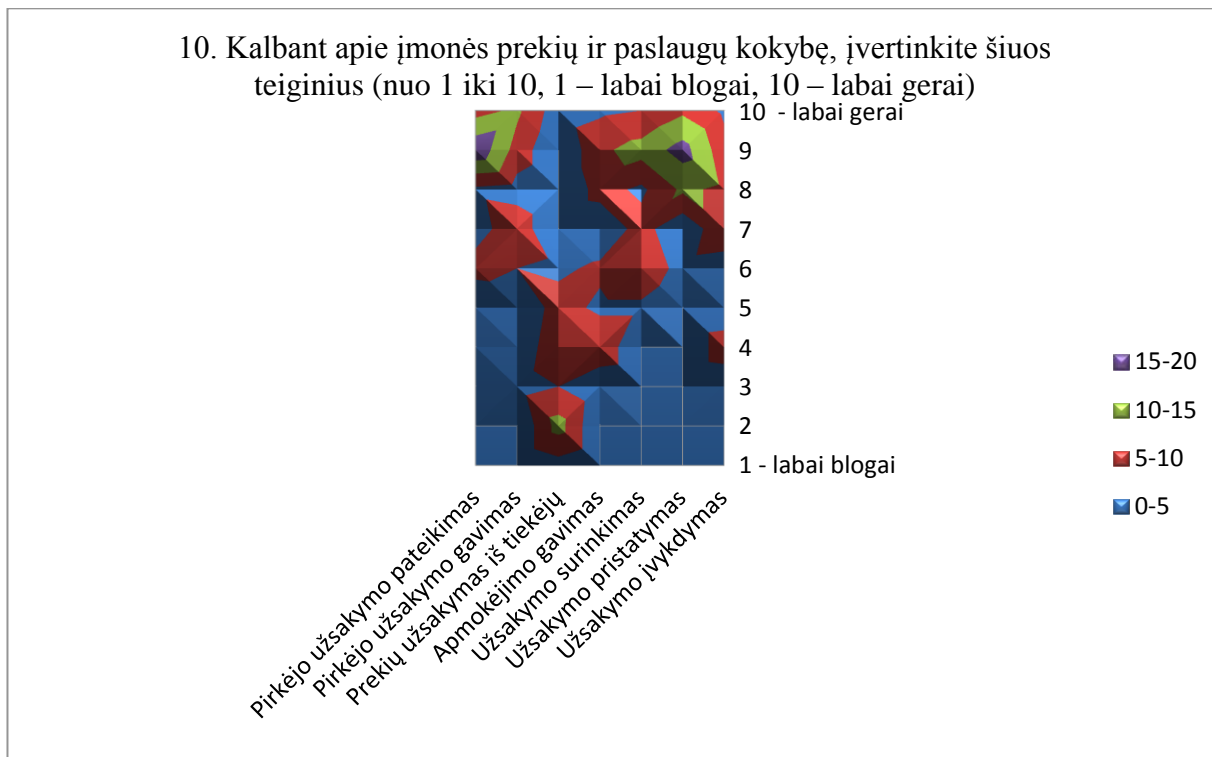 10. Kalbant apie įmonės prekių ir paslaugų kokybę, įvertinkite šiuos
teiginius (nuo 1 iki 10, 1 – labai blogai, 10 – labai gerai)
10 - labai gerai
9
8
7
6
5
4
3
2
1 - labai blogai
15-20
10-15
5-10
0-5
Pirkėjo užsakymo pateikimas
Pirkėjo užsakymo gavimas
Prekių užsakymas iš tiekėjų
Apmokėjimo gavimas
Užsakymo surinkimas
Užsakymo pristatymas
Užsakymo įvykdymas